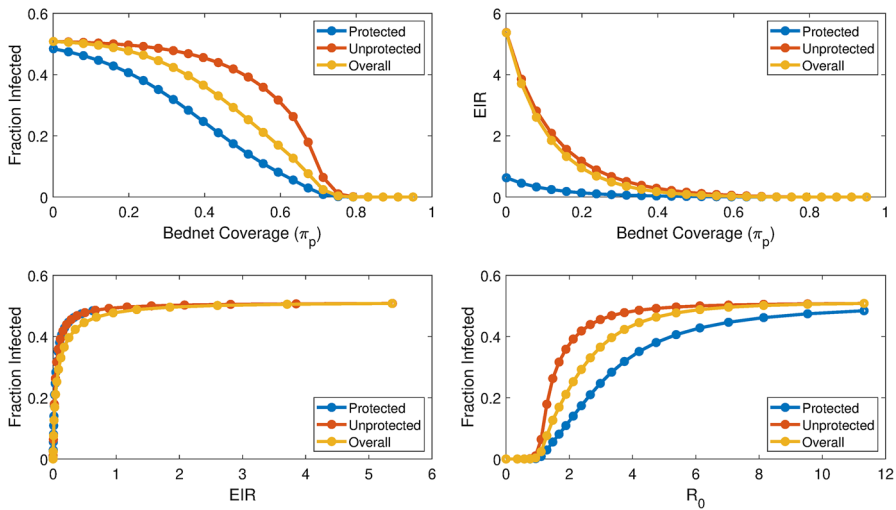 0.6
0.4
0.2
0
Fraction Infected
Protected
Unprotected
Overall
0 0.2 0.4 0.6 0.8 1
Bednet Coverage (π_p)
6
4
2
0
EIR
Protected
Unprotected
Overall
0 0.2 0.4 0.6 0.8 1
Bednet Coverage (π_p)
0.6
0.4
0.2
0
Fraction Infected
Protected
Unprotected
Overall
0 1 2 3 4 5 6
EIR
0.6
0.4
0.2
0
Fraction Infected
Protected
Unprotected
Overall
0 2 4 6 8 10 12
R_0